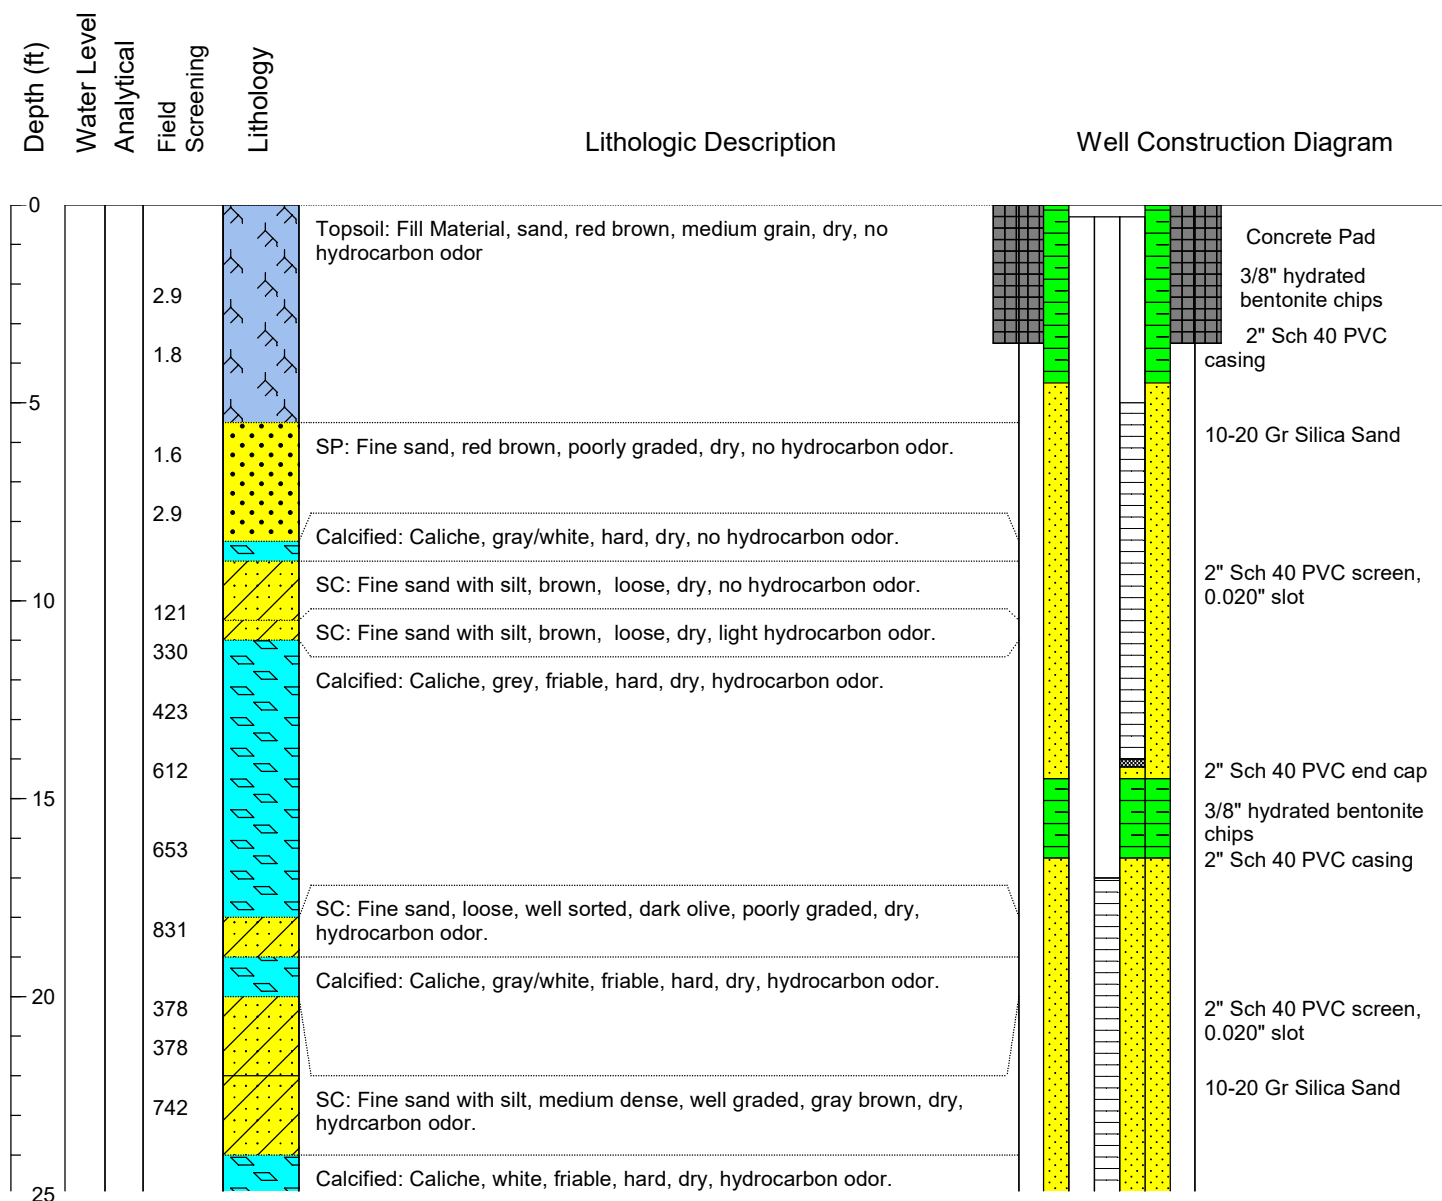 Depth (ft)
Water Level
Analytical
Field
Screening
Lithology
Lithologic Description
Well Construction Diagram
0
Topsoil: Fill Material, sand, red brown, medium grain, dry, no
hydrocarbon odor
Concrete Pad
3/8" hydrated
bentonite chips
2.9
2" Sch 40 PVC
casing
1.8
5
10-20 Gr Silica Sand
SP: Fine sand, red brown, poorly graded, dry, no hydrocarbon odor.
1.6
2.9
Calcified: Caliche, gray/white, hard, dry, no hydrocarbon odor.
2" Sch 40 PVC screen,
0.020" slot
SC: Fine sand with silt, brown, loose, dry, no hydrocarbon odor.
10
121
SC: Fine sand with silt, brown, loose, dry, light hydrocarbon odor.
330
Calcified: Caliche, grey, friable, hard, dry, hydrocarbon odor.
423
612
2" Sch 40 PVC end cap
15
3/8" hydrated bentonite
chips
653
2" Sch 40 PVC casing
SC: Fine sand, loose, well sorted, dark olive, poorly graded, dry,
hydrocarbon odor.
831
Calcified: Caliche, gray/white, friable, hard, dry, hydrocarbon odor.
20
378
2" Sch 40 PVC screen,
0.020" slot
378
10-20 Gr Silica Sand
742
SC: Fine sand with silt, medium dense, well graded, gray brown, dry,
hydrcarbon odor.
Calcified: Caliche, white, friable, hard, dry, hydrocarbon odor.
25